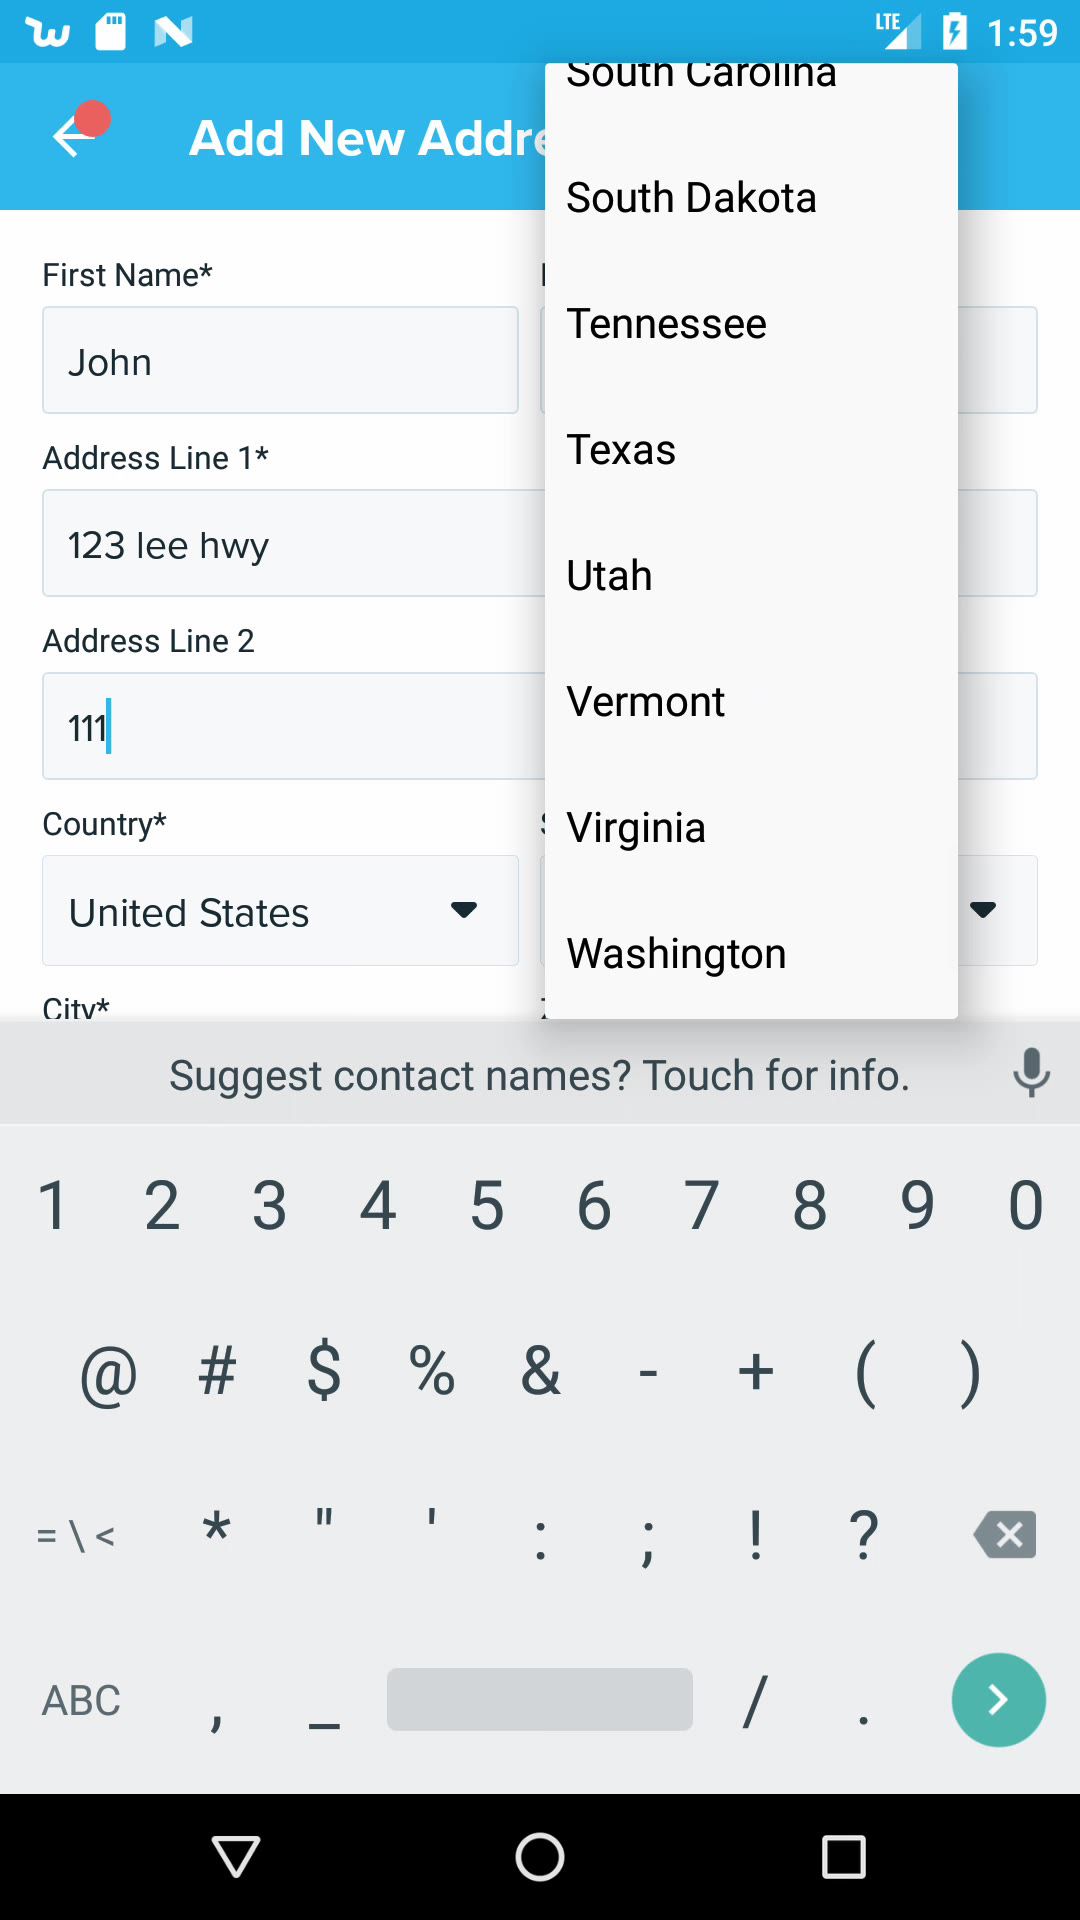 LTE 1:59
Add New Addre
South Carolina
South Dakota
Tennessee
Texas
Utah
Vermont
Virginia
Washington
First Name*
John
Address Line 1*
123 lee hwy
Address Line 2
111
Country*
United States
City*
Suggest contact names? Touch for info.
1 2 3 4 5 6 7 8 9 0
@ # $ % & - + ( )
= \ < * " ' : ; ! ?
ABC , _ / .